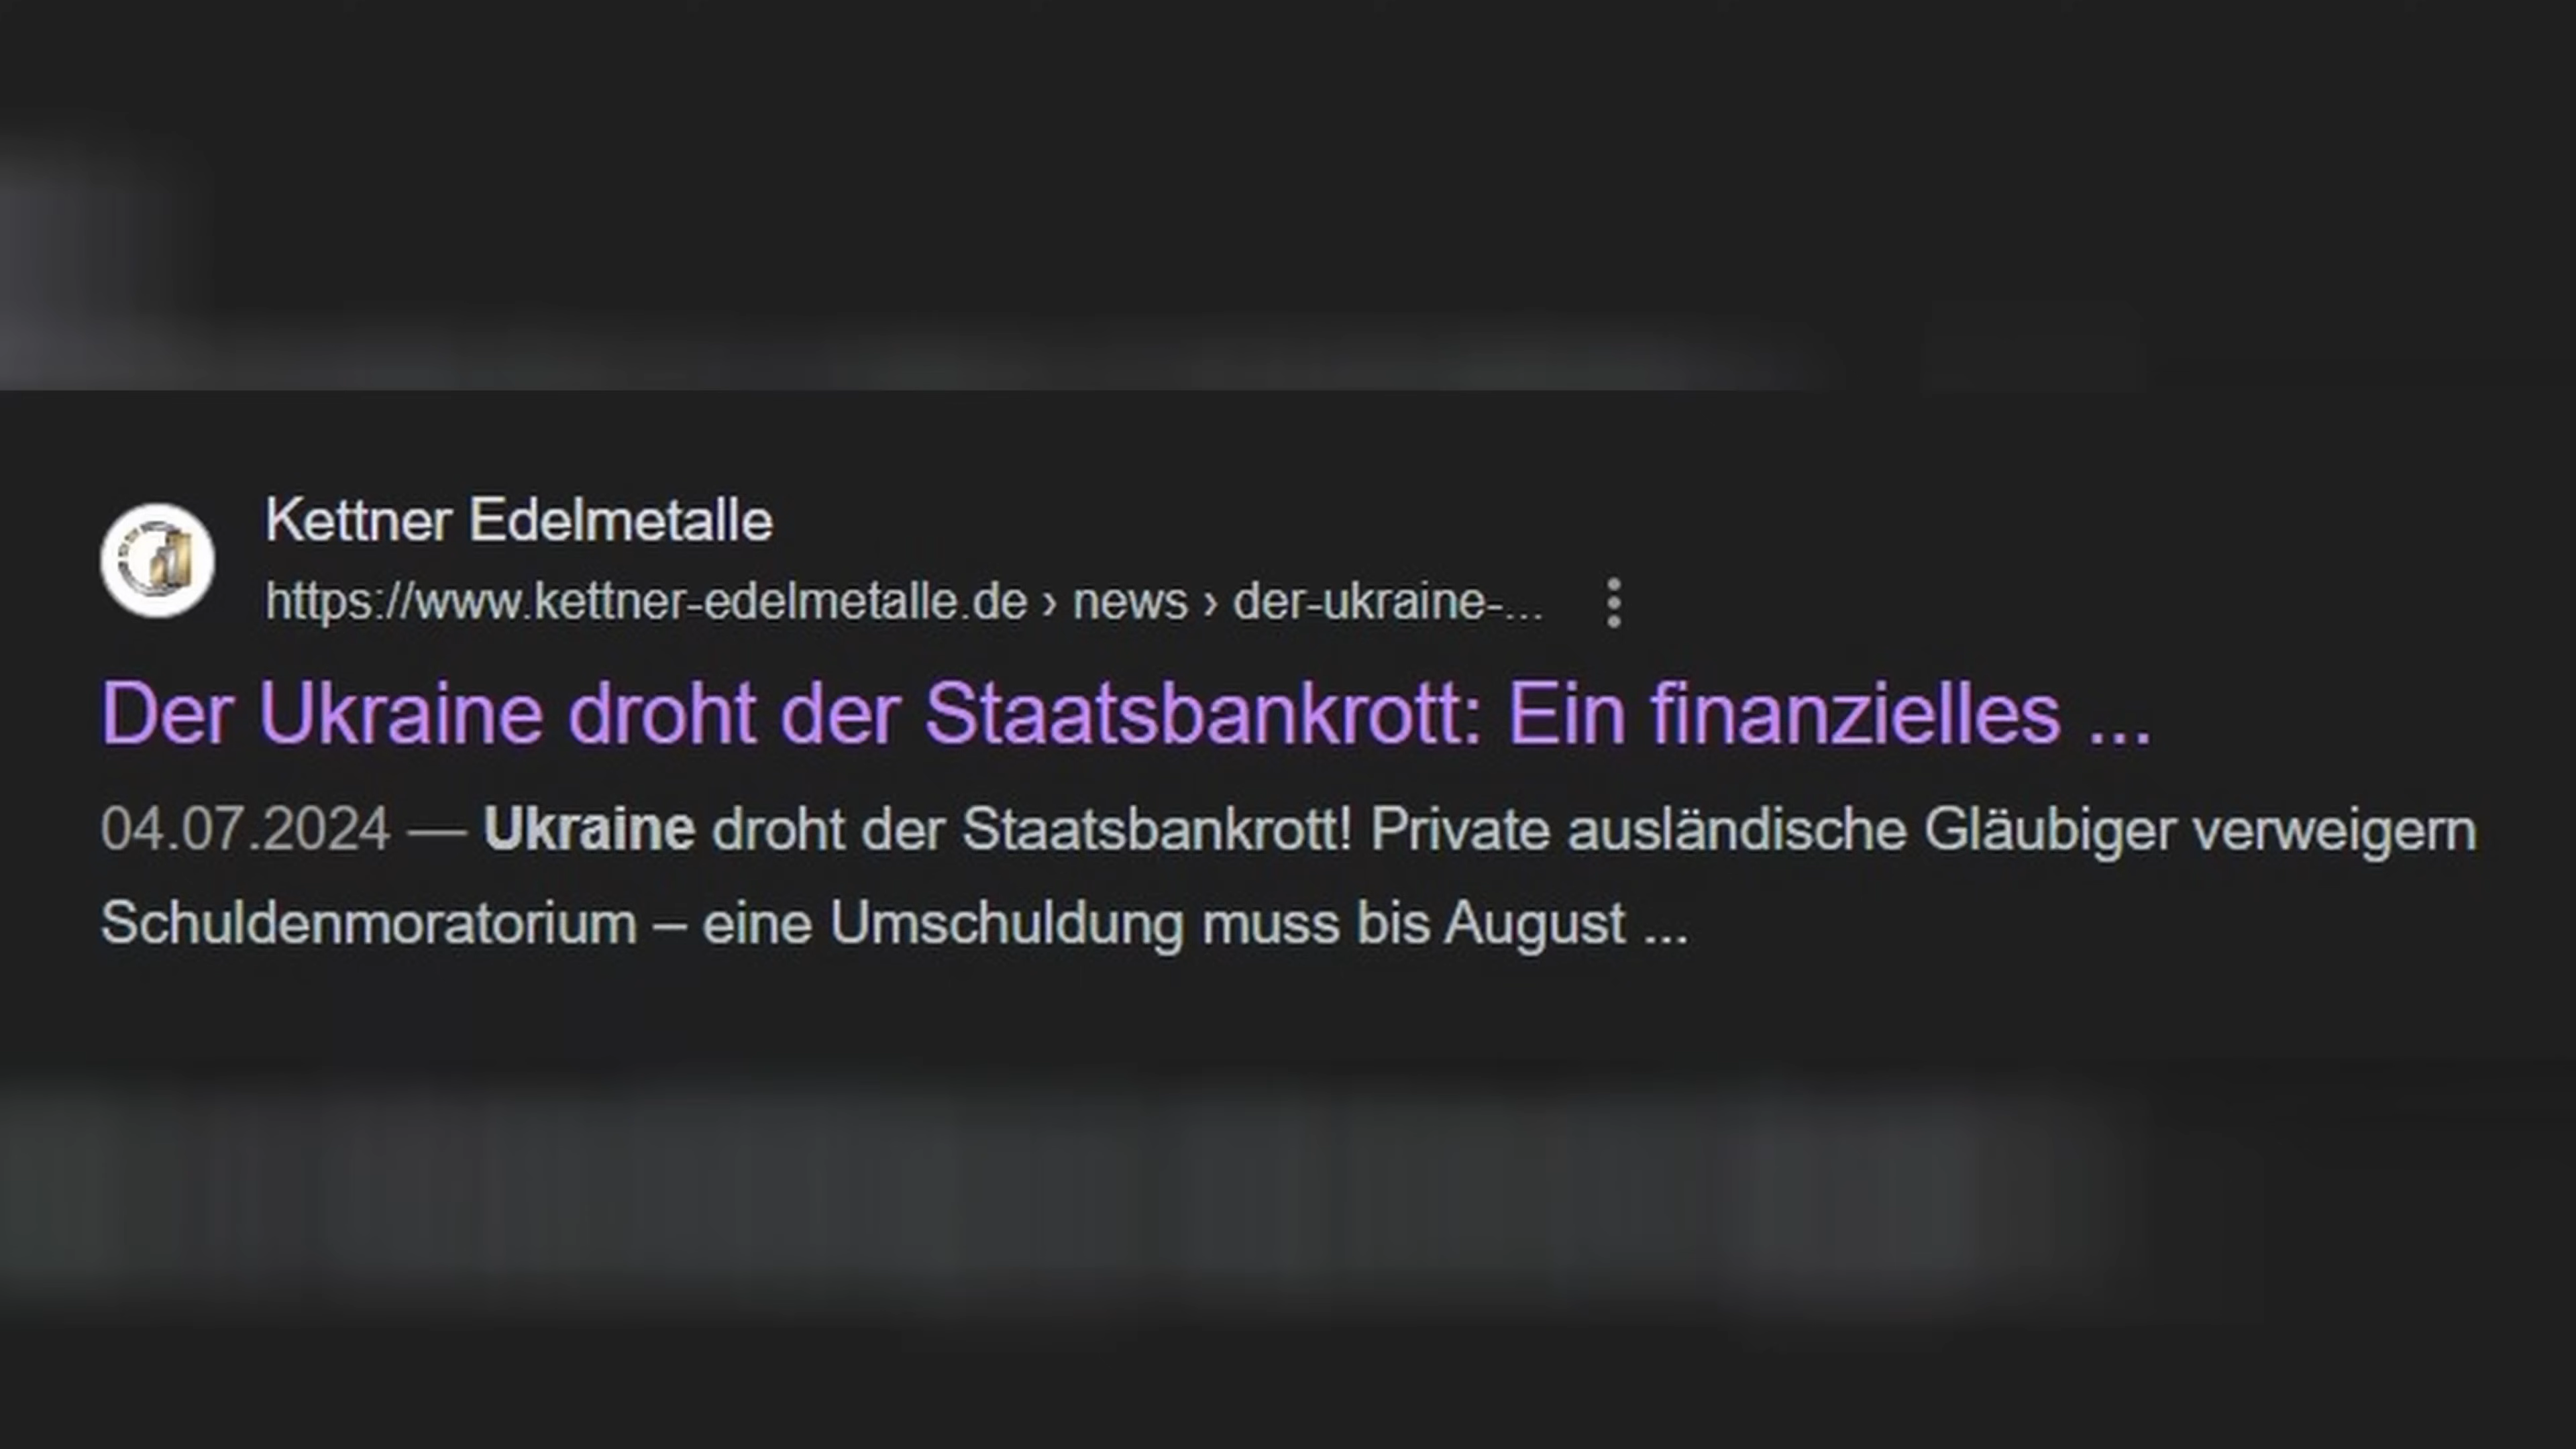 Kettner Edelmetalle
https://www.kettner-edelmetalle.de › news › der-ukraine-...
Der Ukraine droht der Staatsbankrott: Ein finanzielles ...
04.07.2024 — Ukraine droht der Staatsbankrott! Private ausländische Gläubiger verweigern
Schuldenmoratorium – eine Umschuldung muss bis August ...